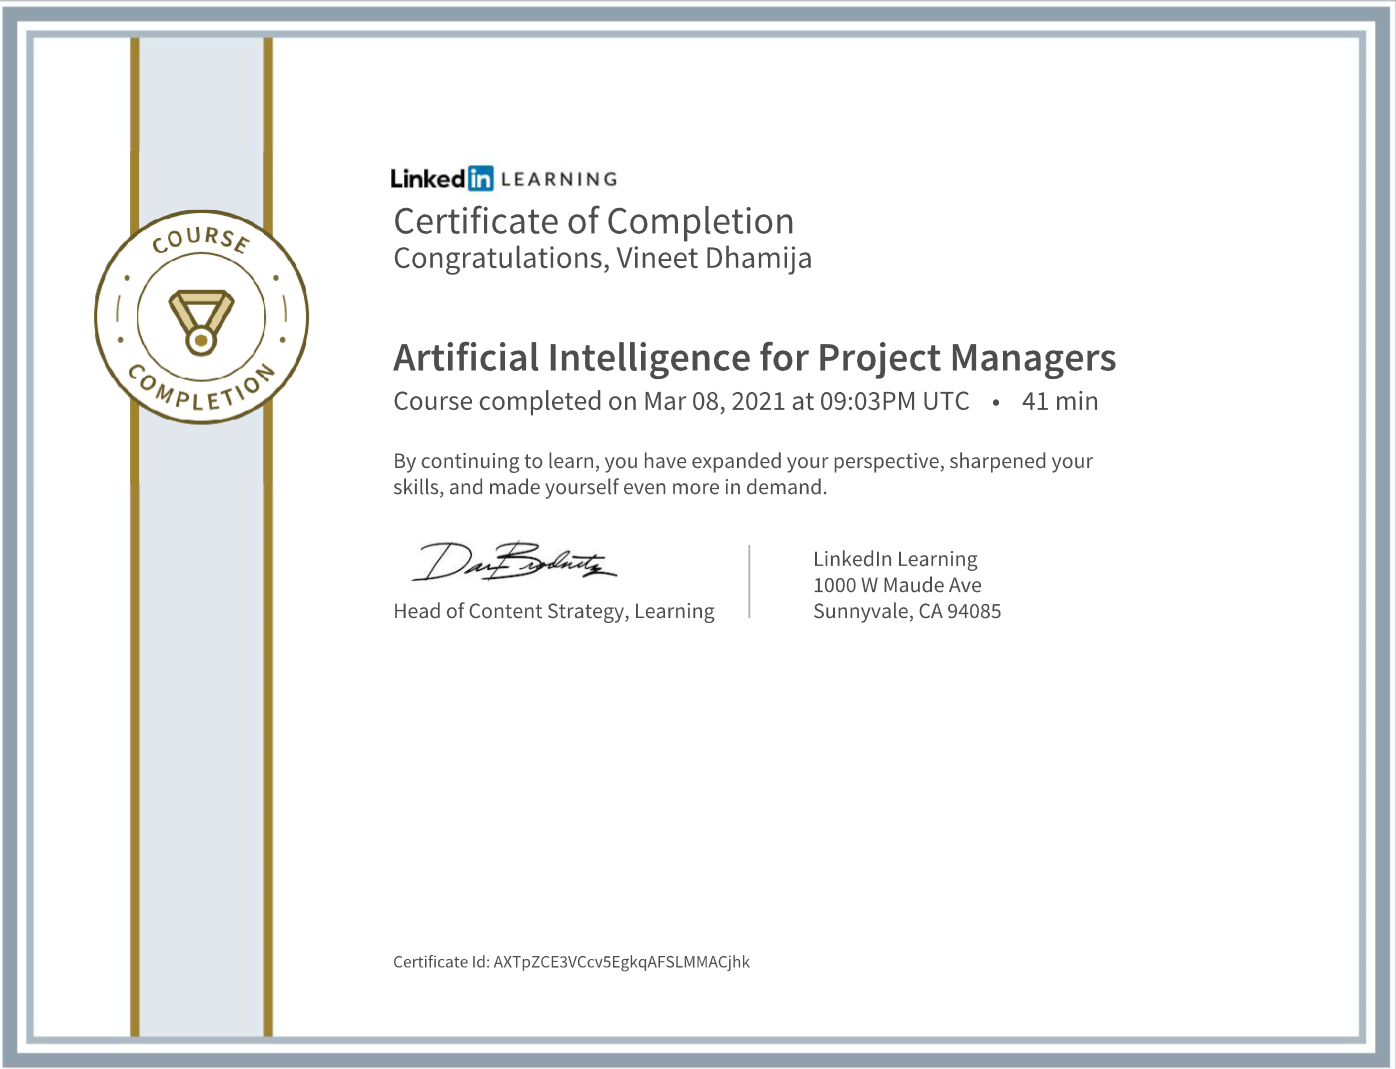 LinkedIn LEARNING
Certificate of Completion
Congratulations, Vineet Dhamija
COURSE
COMPLETION
Artificial Intelligence for Project Managers
Course completed on Mar 08, 2021 at 09:03PM UTC • 41 min
By continuing to learn, you have expanded your perspective, sharpened your
skills, and made yourself even more in demand.
Head of Content Strategy, Learning
LinkedIn Learning
1000 W Maude Ave
Sunnyvale, CA 94085
Certificate Id: AXTpZCE3VCcv5EgkqAFSLMMACjhk